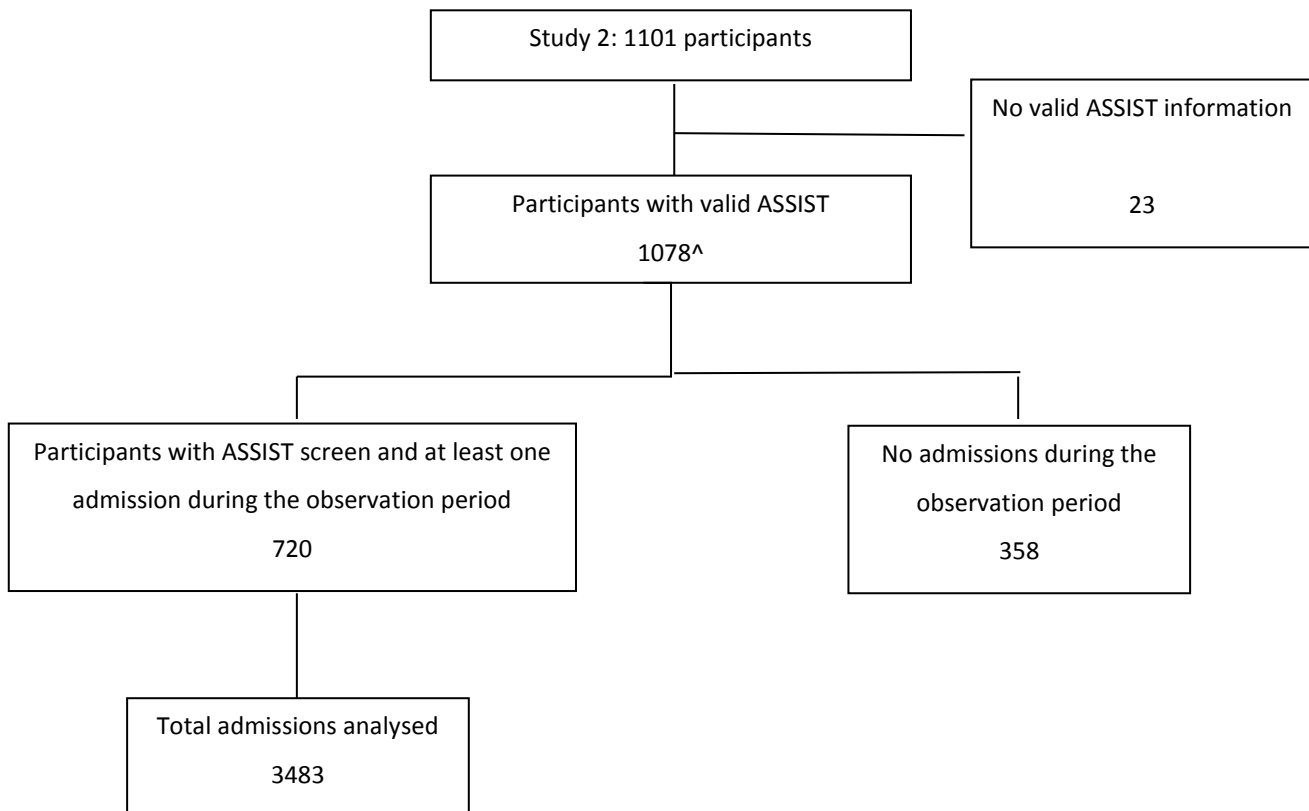 Study 2: 1101 participants
No valid ASSIST information
23
Participants with valid ASSIST
1078^
Participants with ASSIST screen and at least one
admission during the observation period
720
No admissions during the
observation period
358
Total admissions analysed
3483